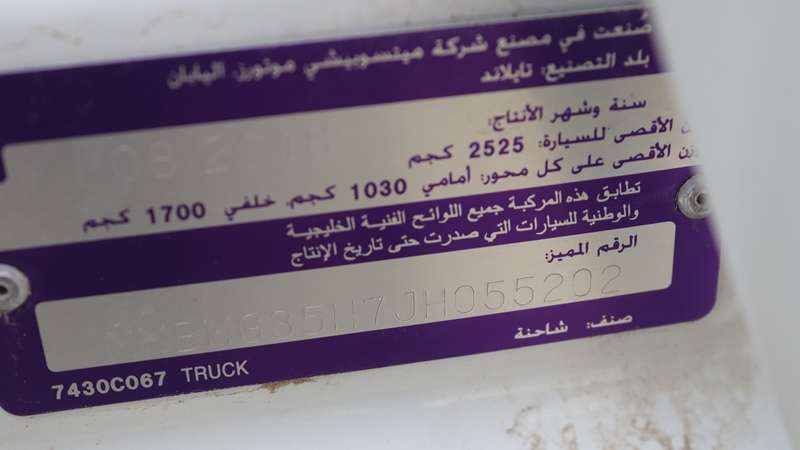 صُنعت في مصنع شركة ميتسوبيشي موتورز اليابان
بلد التصنيع: تايلاند
سنة وشهر الأنتاج:
الأقصى للسيارة: 2525 كجم
الأقصى على كل محور: أمامي 1030 كجم، خلفي 1700 كجم
تطابق هذه المركبة جميع اللوائح الفنية الخليجية
والوطنية للسيارات التي صدرت حتى تاريخ الإنتاج
الرقم المميز:
صنف: شاحنة
7430C067 TRUCK